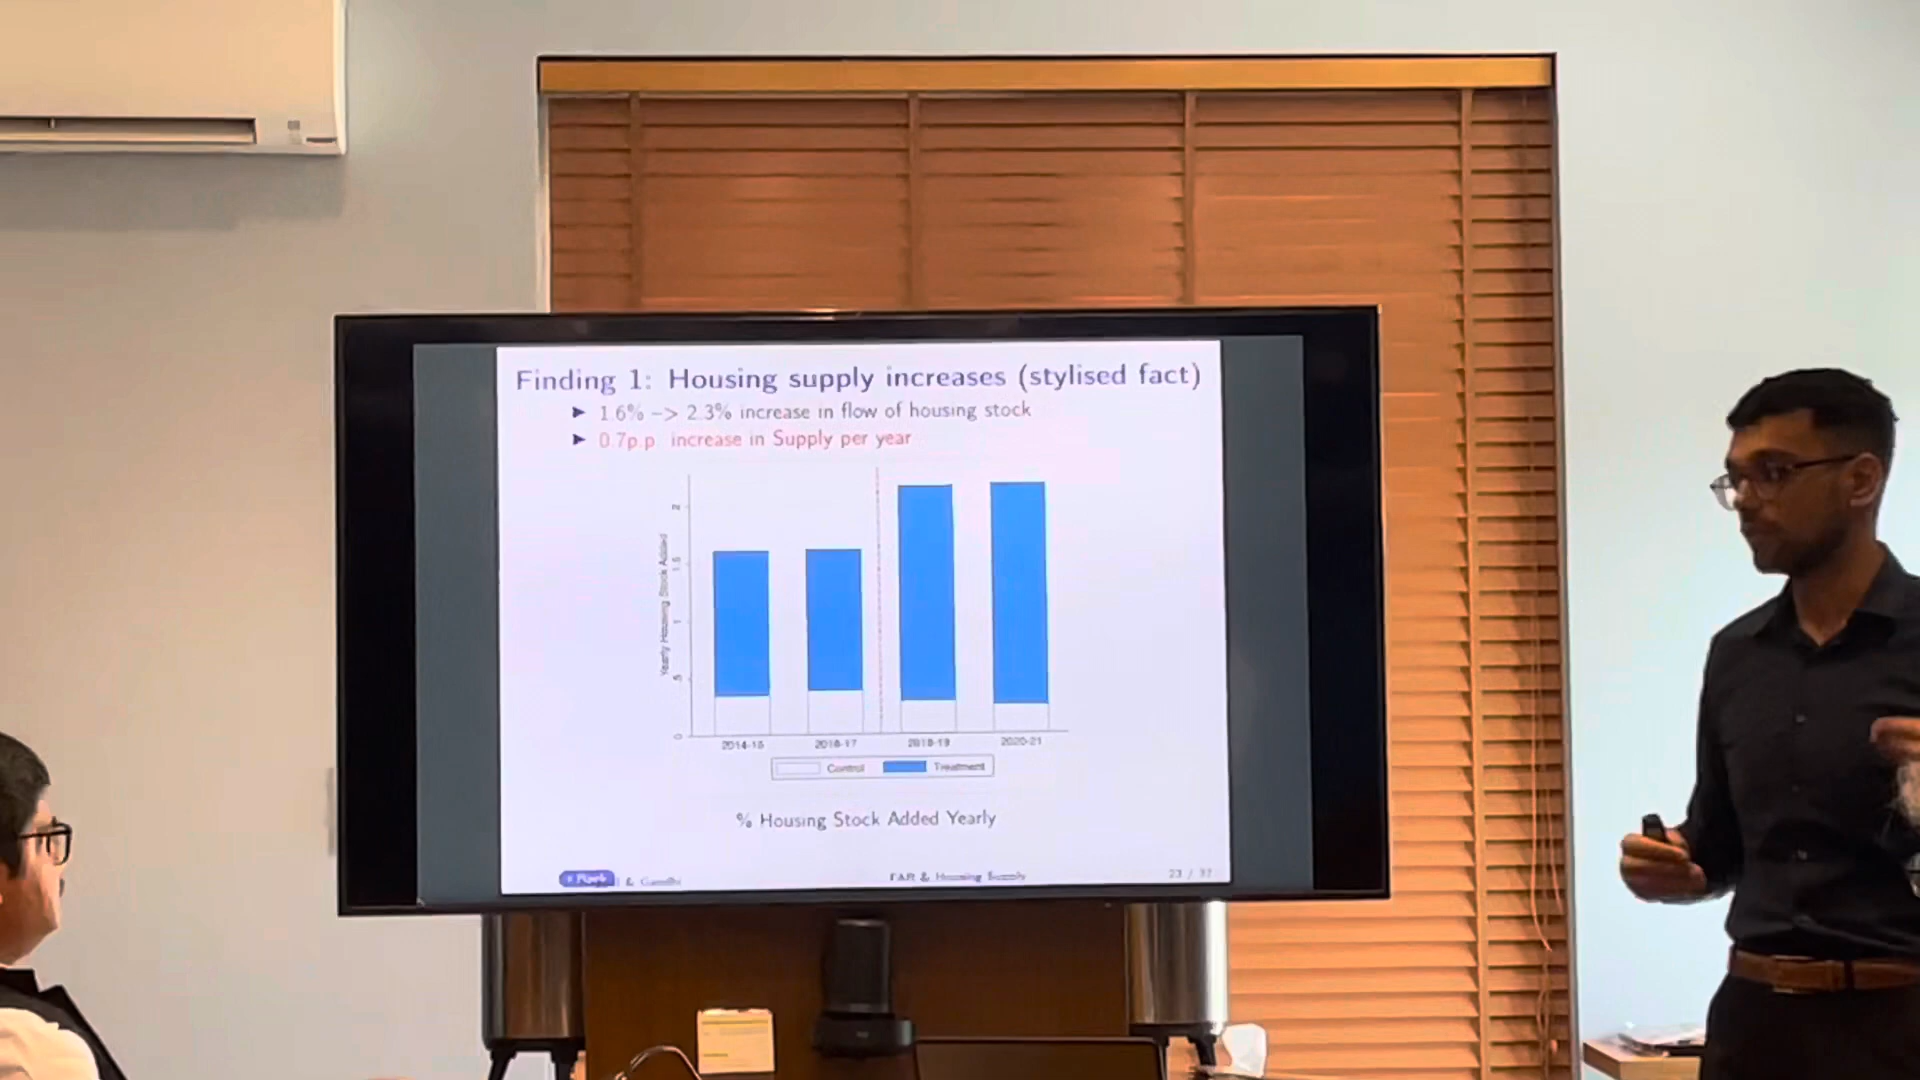 Finding 1: Housing supply increases (stylised fact)
1.6% -> 2.3% increase in flow of housing stock
0.7p.p increase in Supply per year
Yearly Housing Stock Added
2
1.5
1
.5
0
2014-15 2016-17 2018-19 2020-21
Control Treatment
% Housing Stock Added Yearly
& Gandhi FAR & Housing Supply 23 / 37